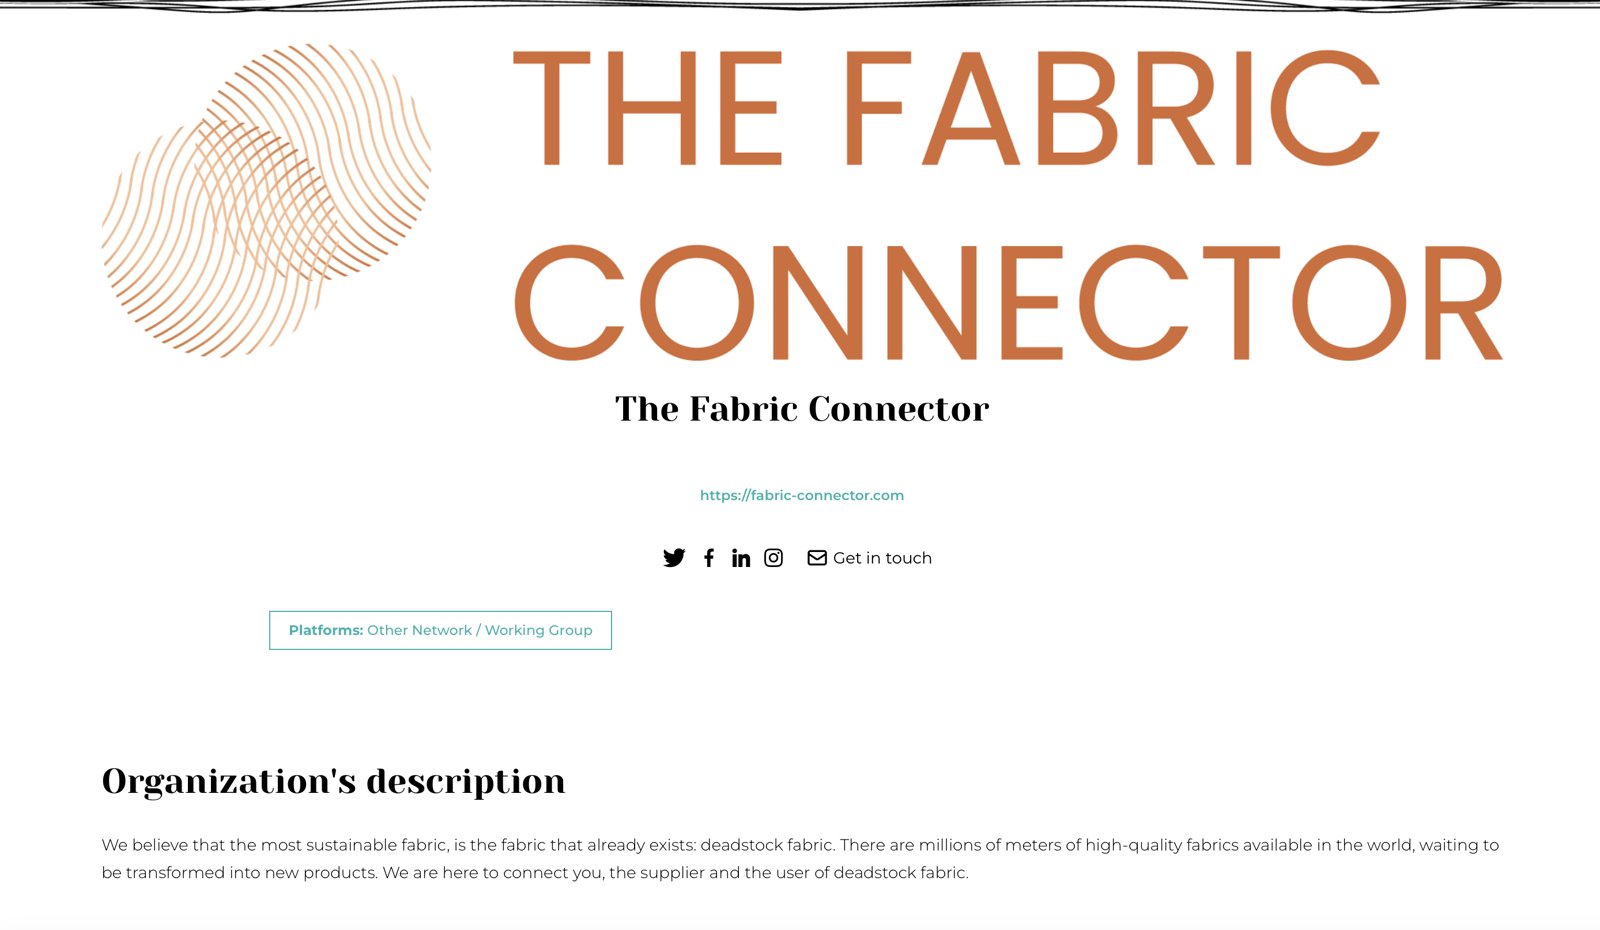 THE FABRIC
CONNECTOR
The Fabric Connector
https://fabric-connector.com
Get in touch
Platforms: Other Network / Working Group
Organization's description
We believe that the most sustainable fabric, is the fabric that already exists: deadstock fabric. There are millions of meters of high-quality fabrics available in the world, waiting to
be transformed into new products. We are here to connect you, the supplier and the user of deadstock fabric.